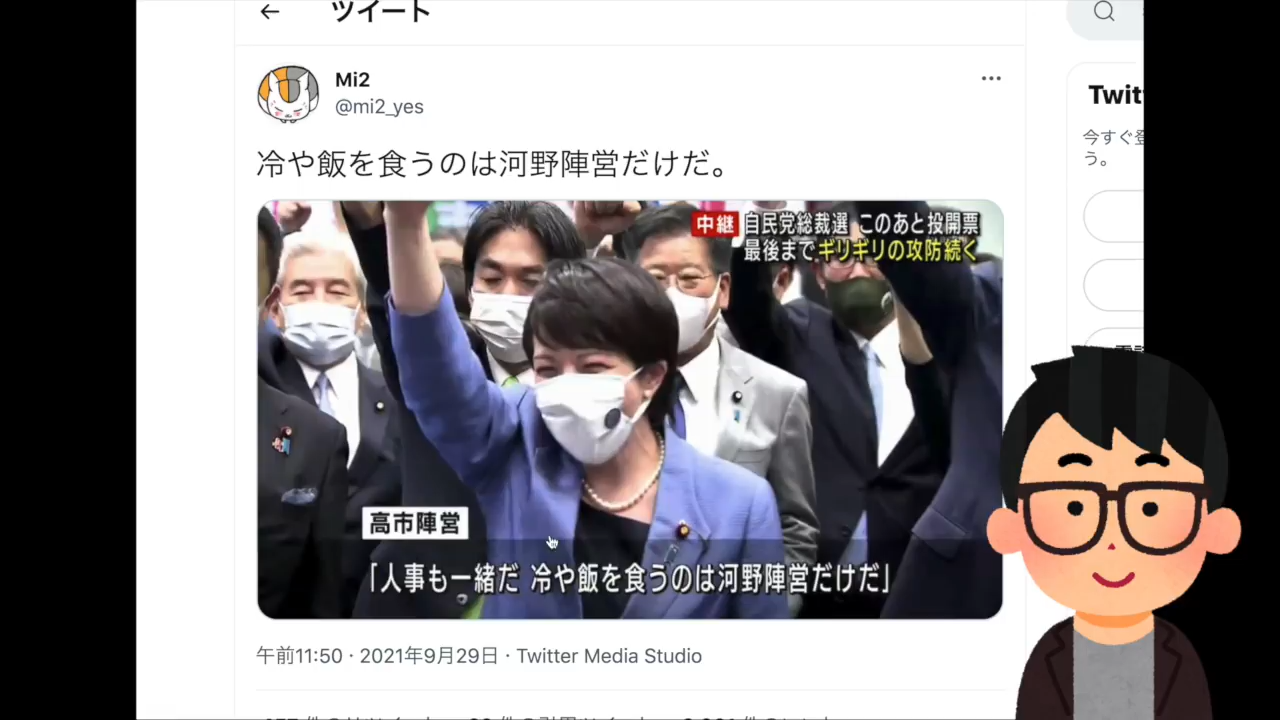 ツイート
Mi2
@mi2_yes
冷や飯を食うのは河野陣営だけだ。
中継 自民党総裁選 このあと投開票
最後までギリギリの攻防続く
高市陣営
「人事も一緒だ 冷や飯を食うのは河野陣営だけだ」
午前11:50 · 2021年9月29日 · Twitter Media Studio
Twit
今すぐ登
う。